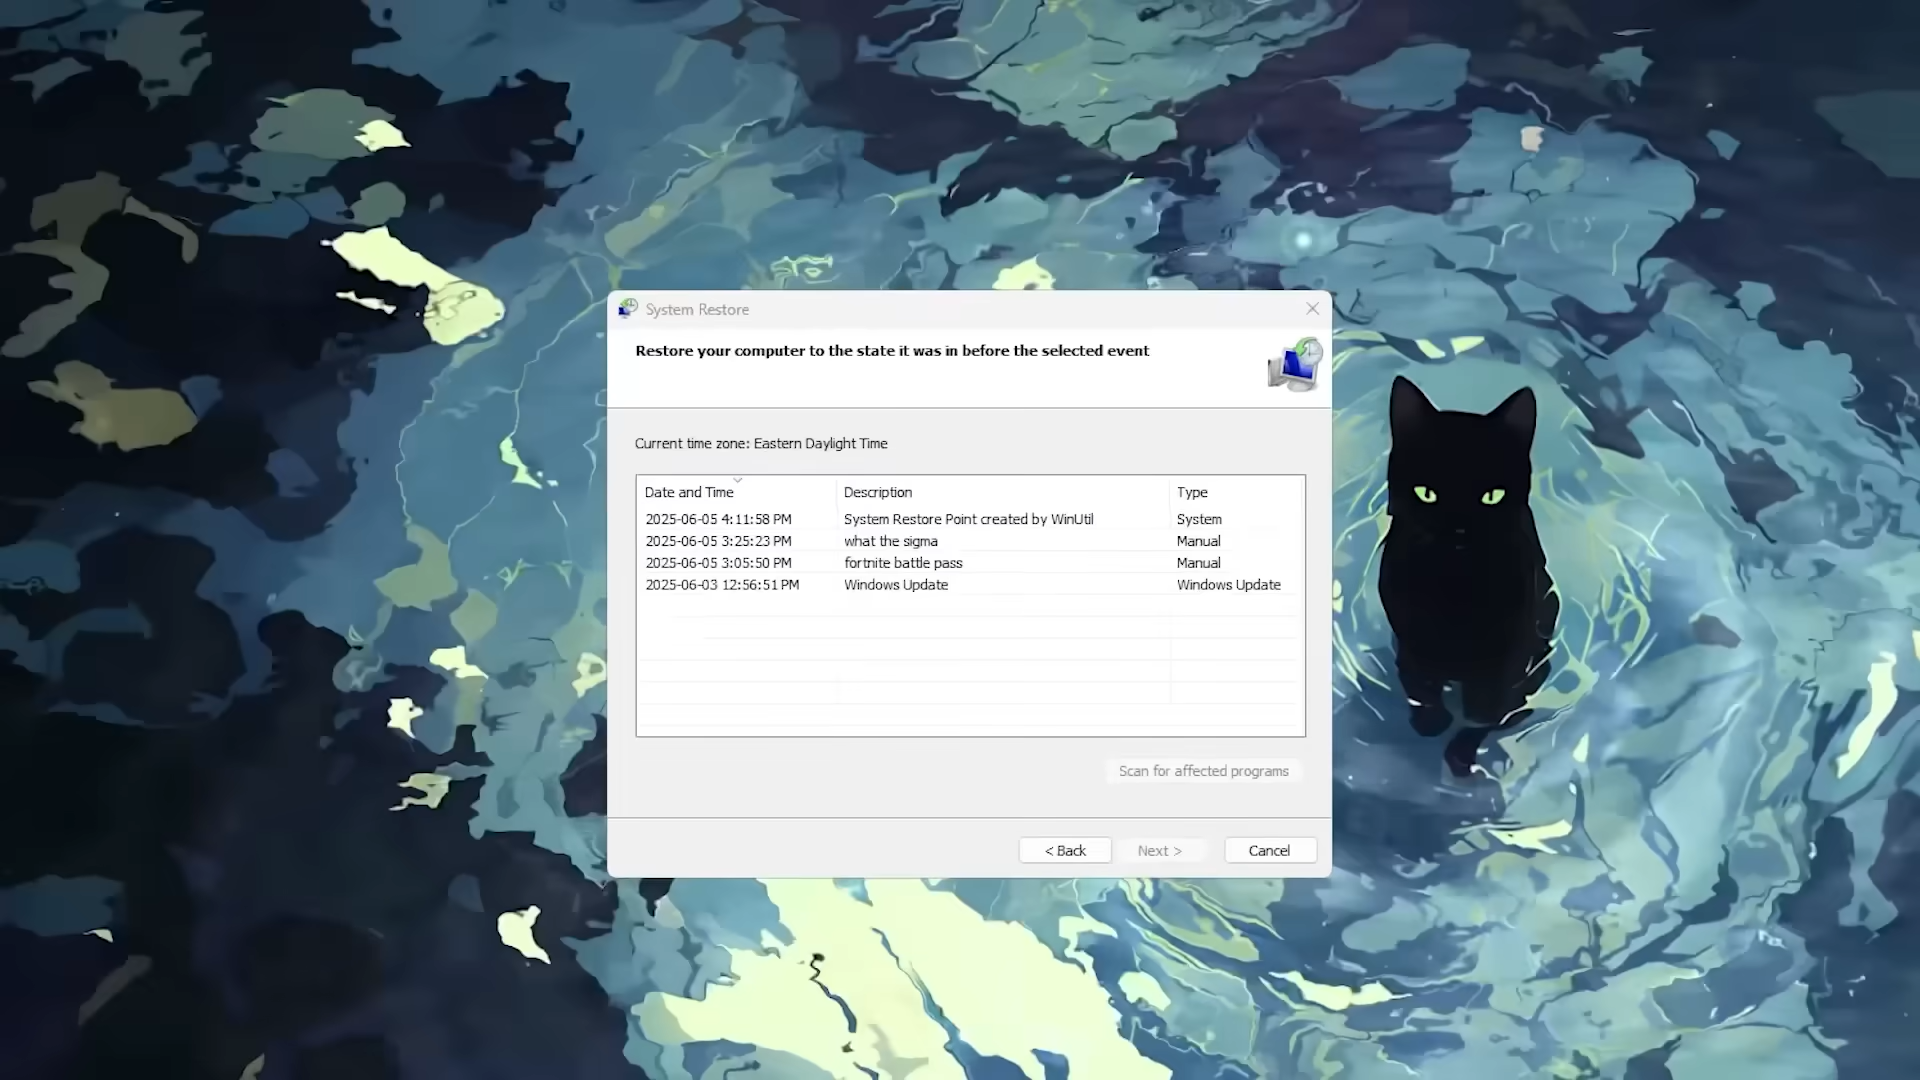 System Restore
Restore your computer to the state it was in before the selected event
Current time zone: Eastern Daylight Time
Date and Time Description Type
2025-06-05 4:11:58 PM System Restore Point created by WinUtil System
2025-06-05 3:25:23 PM what the sigma Manual
2025-06-05 3:05:50 PM fortnite battle pass Manual
2025-06-03 12:56:51 PM Windows Update Windows Update
Scan for affected programs
< Back Next > Cancel